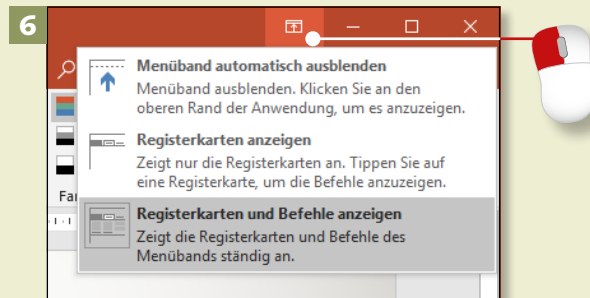 6
Menüband automatisch ausblenden
Menüband ausblenden. Klicken Sie an den
oberen Rand der Anwendung, um es anzuzeigen.
Registerkarten anzeigen
Zeigt nur die Registerkarten an. Tippen Sie auf
eine Registerkarte, um die Befehle anzuzeigen.
Registerkarten und Befehle anzeigen
Zeigt die Registerkarten und Befehle des
Menübands ständig an.